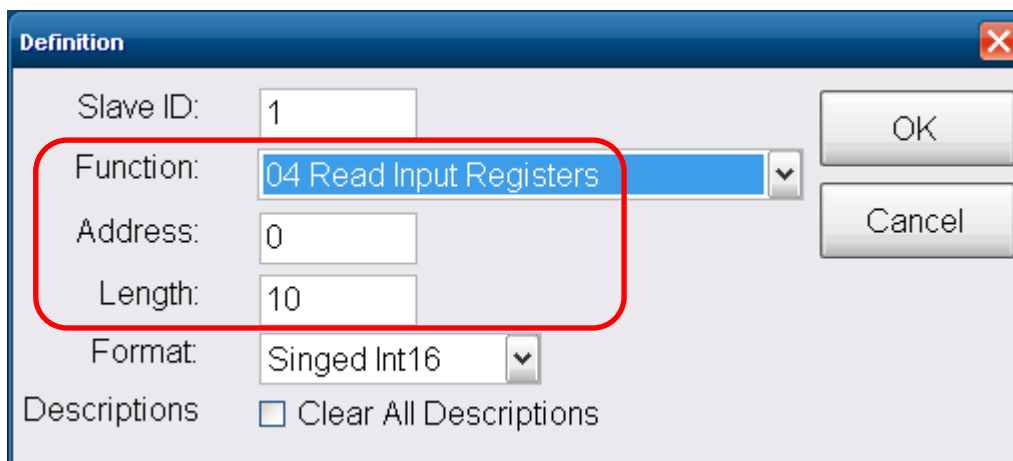 Definition
Slave ID: 1
OK
Function: 04 Read Input Registers
Address: 0
Cancel
Length: 10
Format: Singed Int16
Descriptions Clear All Descriptions